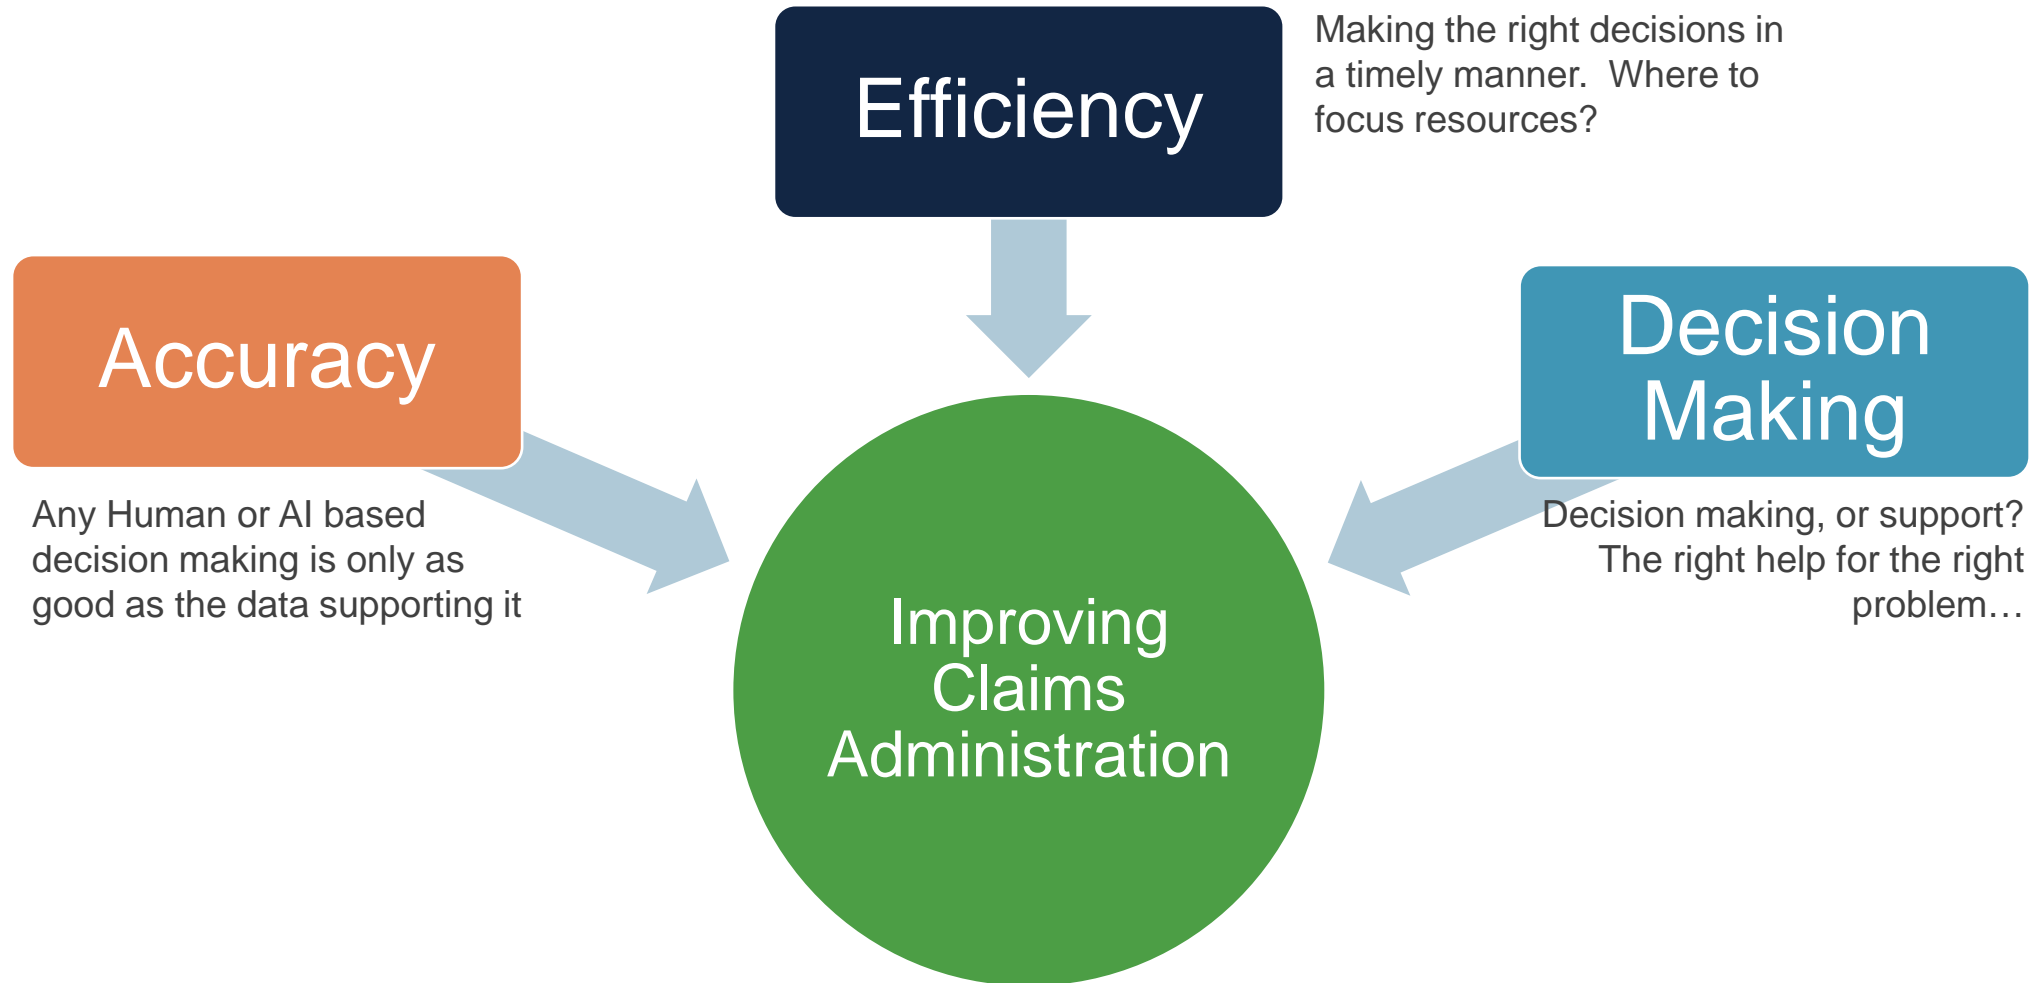 Efficiency
Making the right decisions in
a timely manner.  Where to
focus resources?
Accuracy
Any Human or AI based
decision making is only as
good as the data supporting it
Decision
Making
Decision making, or support?
The right help for the right
problem…
Improving
Claims
Administration